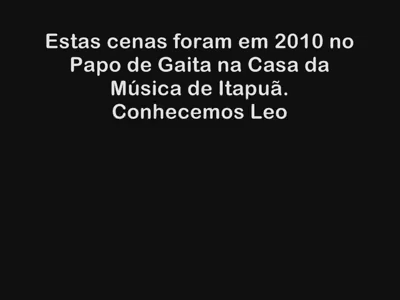 Estas cenas foram em 2010 no
Papo de Gaita na Casa da
Música de Itapuã.
Conhecemos Leo